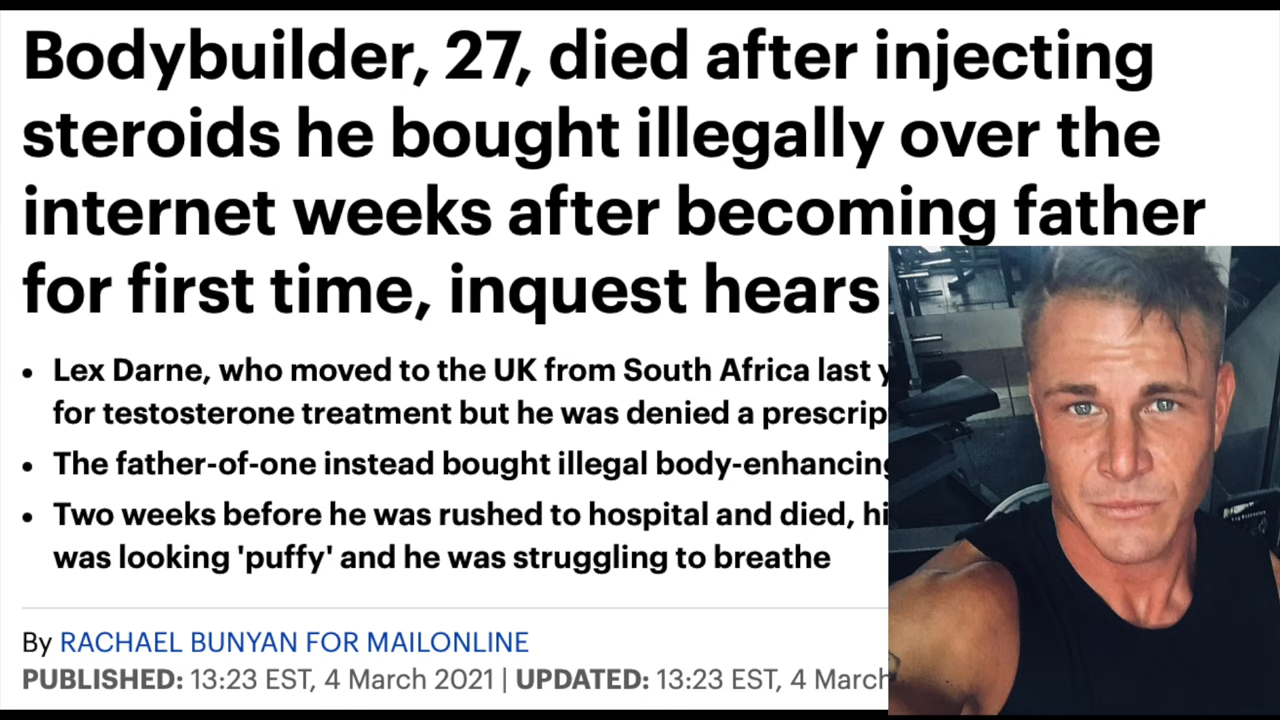 Bodybuilder, 27, died after injecting
steroids he bought illegally over the
internet weeks after becoming father
for first time, inquest hears
Lex Darne, who moved to the UK from South Africa last
for testosterone treatment but he was denied a
The father-of-one instead bought illegal
Two weeks before he was rushed to hospital and died,
was looking 'puffy' and he was struggling to breathe
By RACHAEL BUNYAN FOR MAILONLINE
PUBLISHED: 13:23 EST, 4 March 2021 | UPDATED: 13:23 EST, 4 March